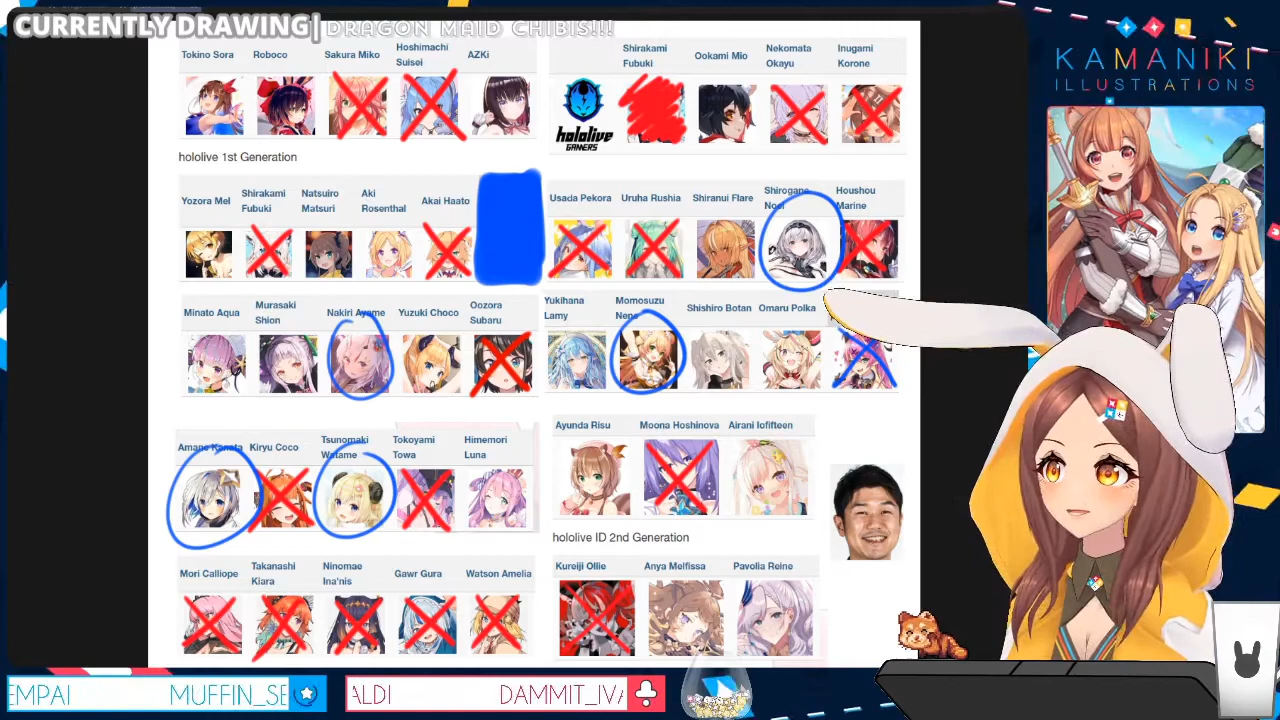 CURRENTLY DRAWING| DRAGON MAID CHIBIS!!!
KAMANIKI
ILLUSTRATIONS
Tokino Sora
Roboco
Sakura Miko
Hoshimachi
Suisei
AZKi
Shirakami
Fubuki
Ookami Mio
Nekomata
Okayu
Inugami
Korone
hololive
GAMERS
hololive 1st Generation
Yozora Mel
Shirakami
Fubuki
Natsuiro
Matsuri
Aki
Rosenthal
Akai Haato
Usada Pekora
Uruha Rushia
Shiranui Flare
Shirogane
Noel
Houshou
Marine
Minato Aqua
Murasaki
Shion
Nakiri Ayame
Yuzuki Choco
Oozora
Subaru
Yukihana
Lamy
Momosuzu
Nene
Shishiro Botan
Omaru Polka
Amane Kanata
Kiryu Coco
Tsunomaki
Watame
Tokoyami
Towa
Himemori
Luna
Ayunda Risu
Moona Hoshinova
Airani Iofifteen
hololive ID 2nd Generation
Mori Calliope
Takanashi
Kiara
Ninomae
Ina'nis
Gawr Gura
Watson Amelia
Kureiji Ollie
Anya Melfissa
Pavolia Reine
EMPAI MUFFIN_SE
ALDI DAMMIT_IVA